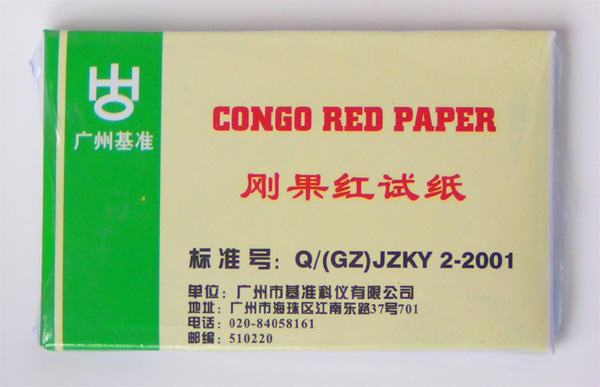 广州基准
CONGO RED PAPER
刚果红试纸
标准号: Q/(GZ)JZKY 2-2001
单位: 广州市基准科仪有限公司
地址: 广州市海珠区江南东路37号701
电话: 020-84058161
邮编: 510220